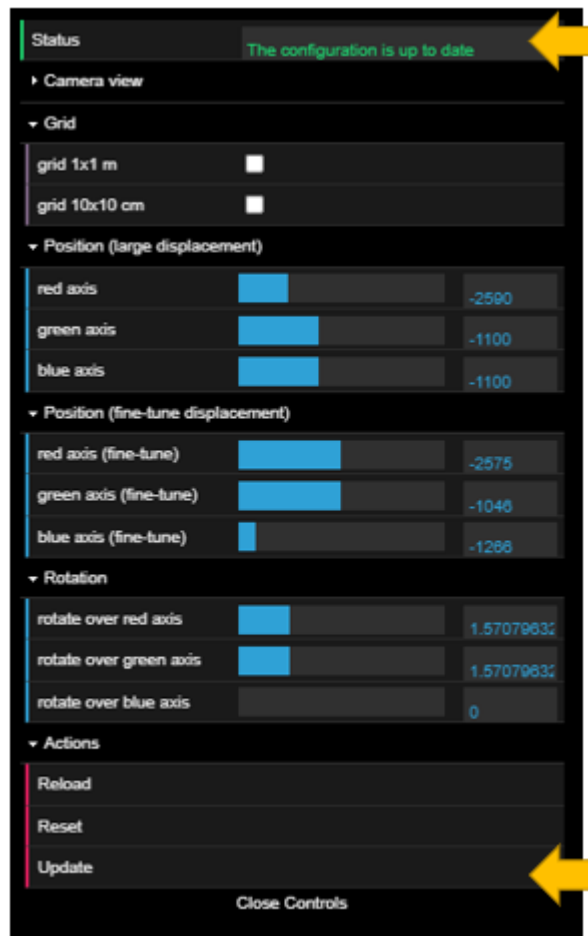 Status The configuration is up to date
Camera view
Grid
grid 1x1 m
grid 10x10 cm
Position (large displacement)
red axis -2590
green axis -1100
blue axis -1100
Position (fine-tune displacement)
red axis (fine-tune) -2575
green axis (fine-tune) -1046
blue axis (fine-tune) -1266
Rotation
rotate over red axis 1.57079632
rotate over green axis 1.57079632
rotate over blue axis 0
Actions
Reload
Reset
Update
Close Controls